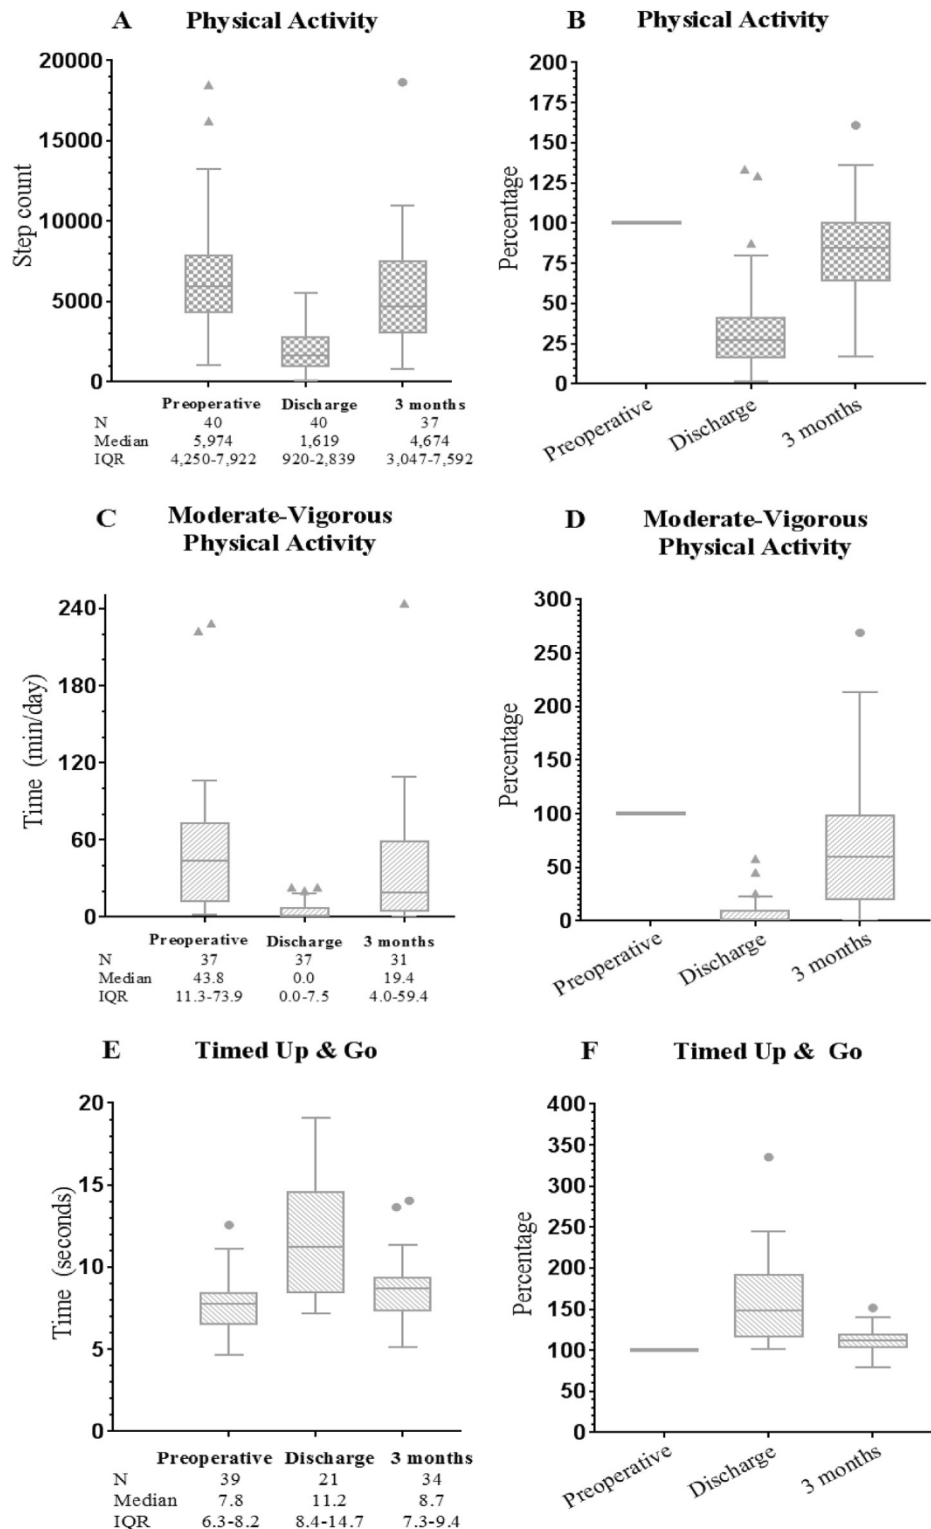 A Physical Activity
20000
15000
10000
5000
0
Step count
Preoperative Discharge 3 months
N 40 40 37
Median 5,974 1,619 4,674
IQR 4,250-7,922 920-2,839 3,047-7,592
B Physical Activity
200
175
150
125
100
75
50
25
0
Percentage
Preoperative
Discharge
3 months
C Moderate-Vigorous
Physical Activity
240
180
120
60
0
Time (min/day)
Preoperative Discharge 3 months
N 37 37 31
Median 43.8 0.0 19.4
IQR 11.3-73.9 0.0-7.5 4.0-59.4
D Moderate-Vigorous
Physical Activity
300
250
200
150
100
50
0
Percentage
Preoperative
Discharge
3 months
E Timed Up & Go
20
15
10
5
0
Time (seconds)
Preoperative Discharge 3 months
N 39 21 34
Median 7.8 11.2 8.7
IQR 6.3-8.2 8.4-14.7 7.3-9.4
F Timed Up & Go
400
350
300
250
200
150
100
50
0
Percentage
Preoperative
Discharge
3 months